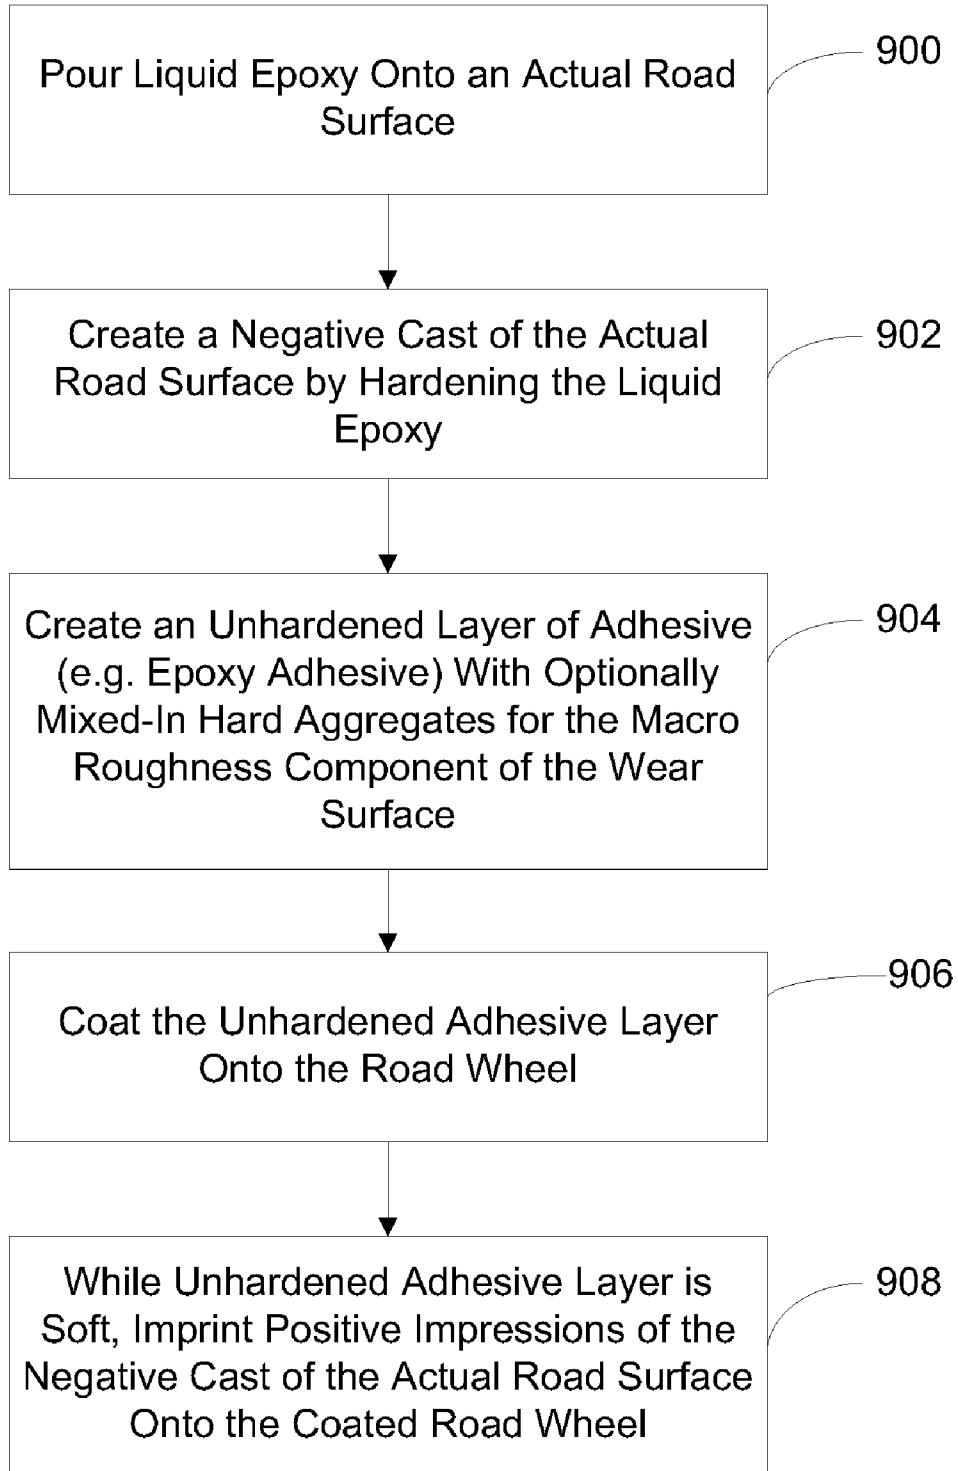 Pour Liquid Epoxy Onto an Actual Road
Surface
900
Create a Negative Cast of the Actual
Road Surface by Hardening the Liquid
Epoxy
902
Create an Unhardened Layer of Adhesive
(e.g. Epoxy Adhesive) With Optionally
Mixed-In Hard Aggregates for the Macro
Roughness Component of the Wear
Surface
904
Coat the Unhardened Adhesive Layer
Onto the Road Wheel
906
While Unhardened Adhesive Layer is
Soft, Imprint Positive Impressions of the
Negative Cast of the Actual Road Surface
Onto the Coated Road Wheel
908